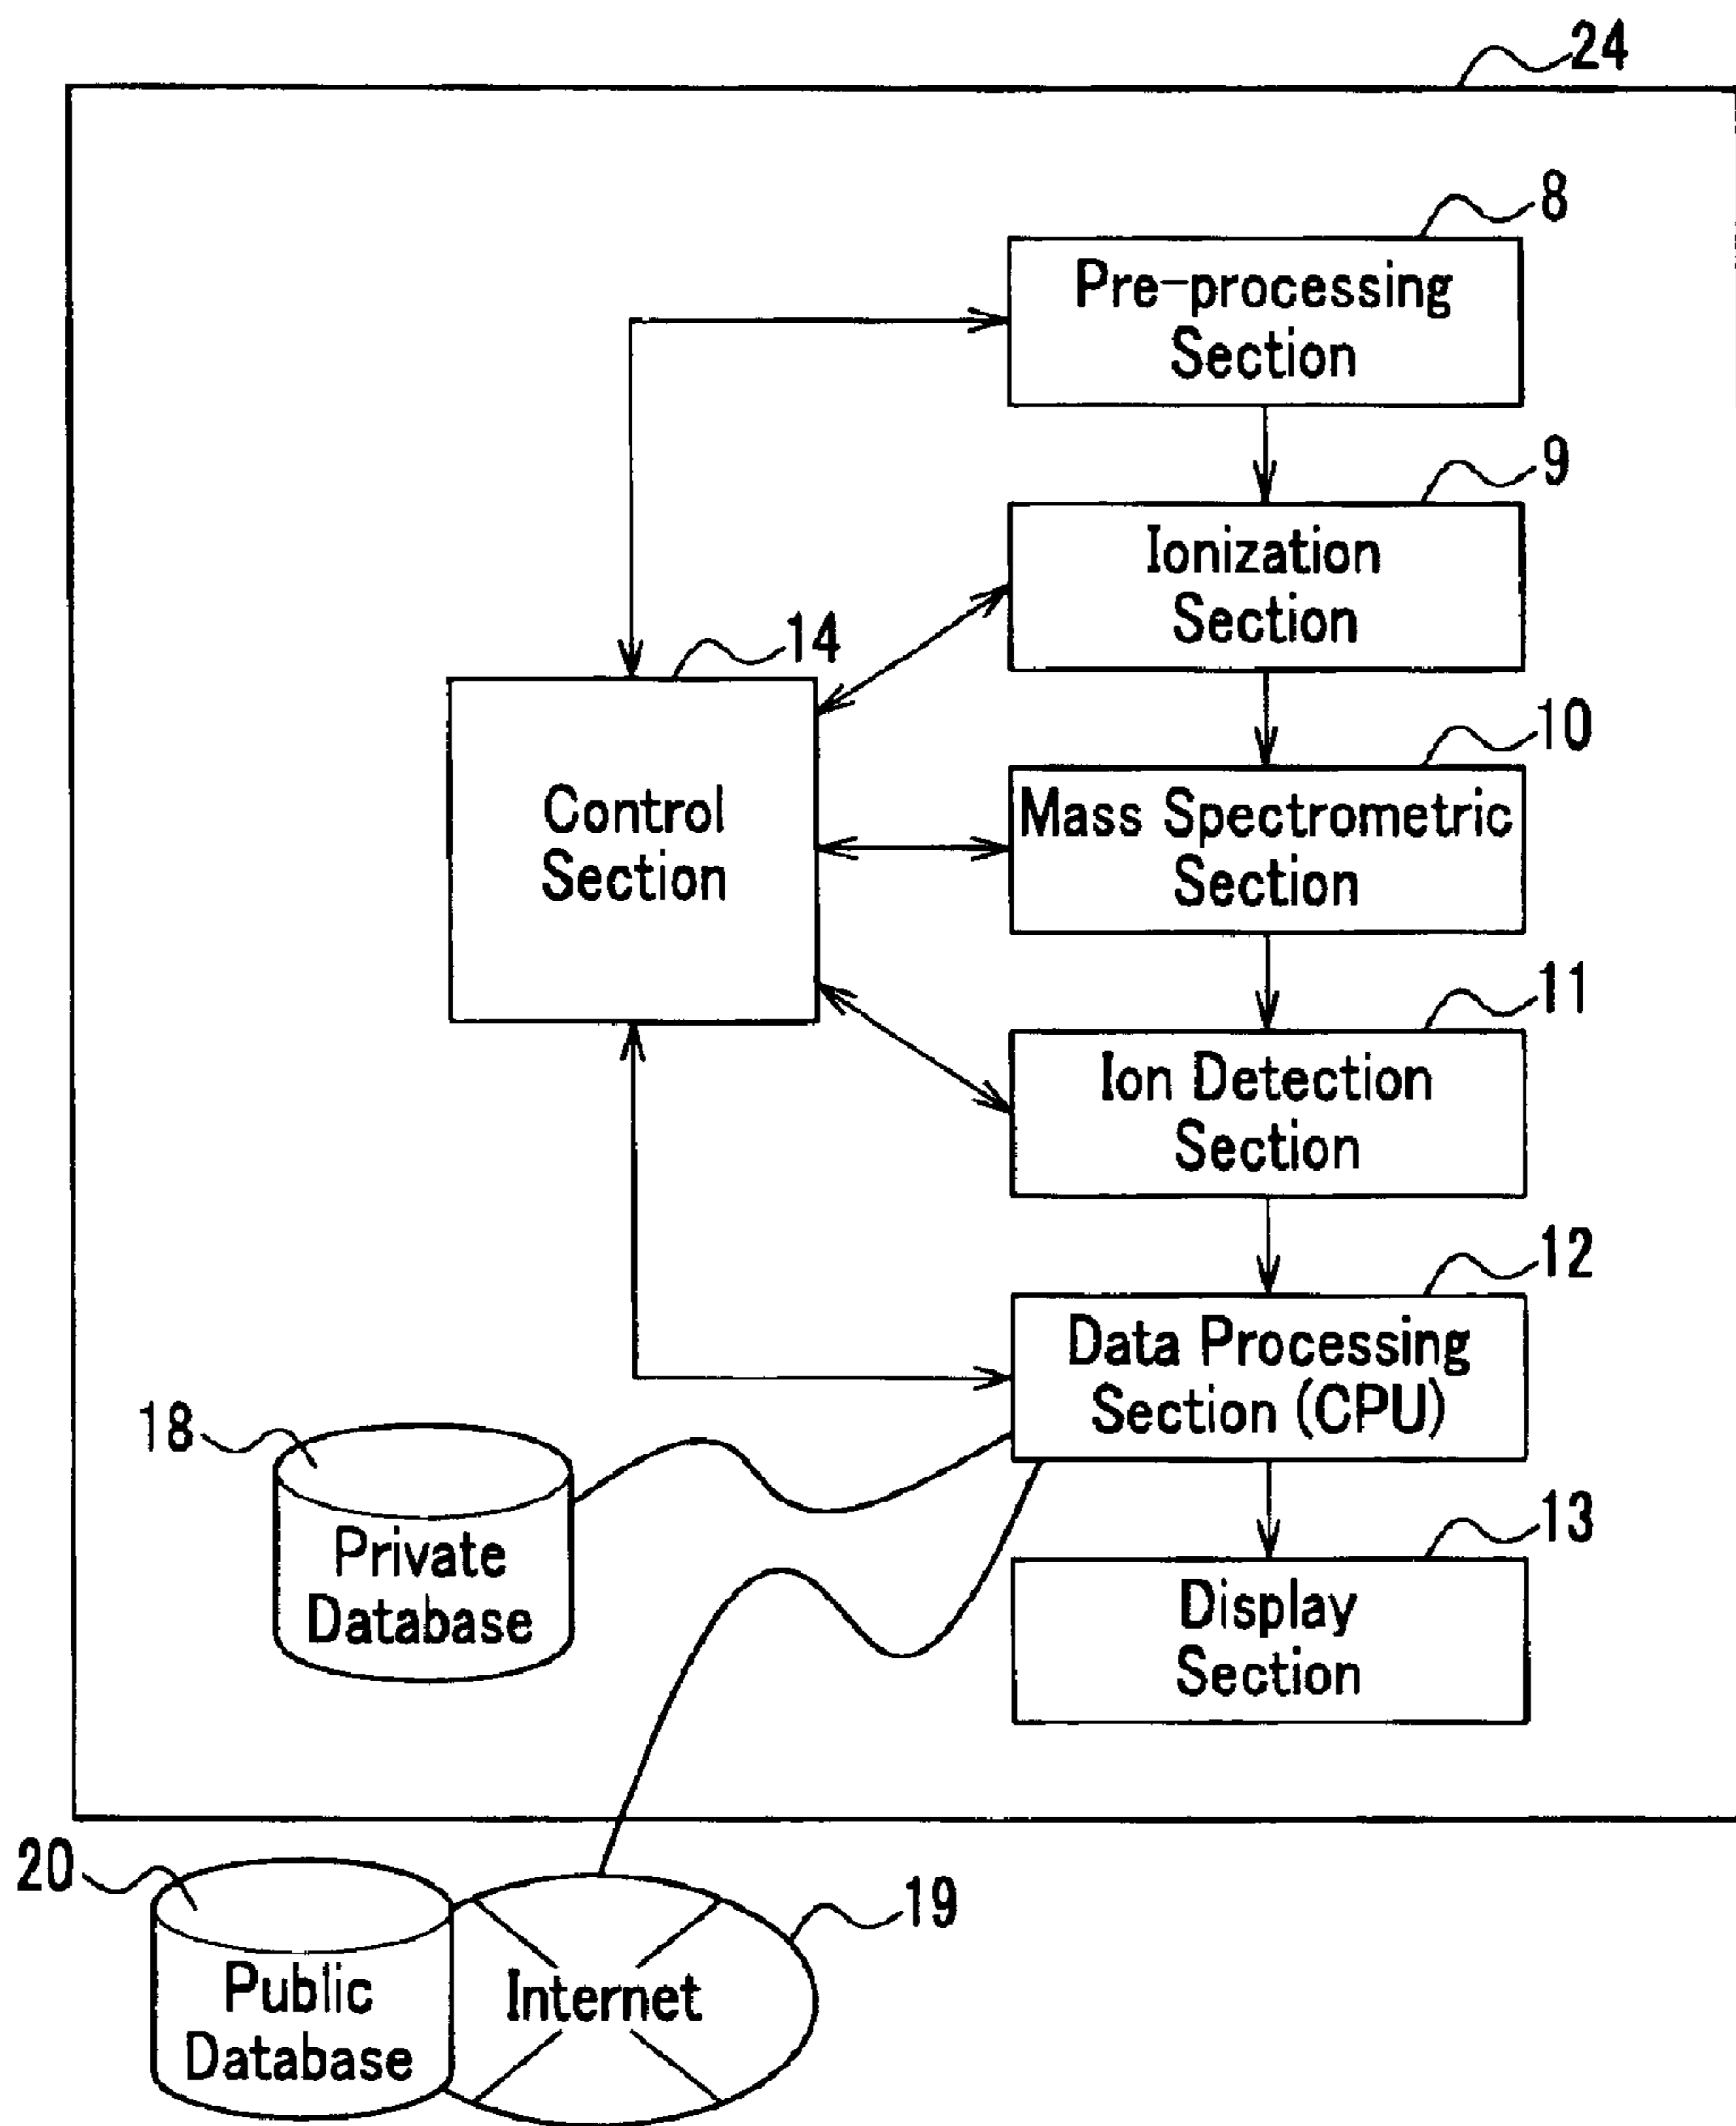 24
8
Pre-processing
Section
9
Ionization
Section
14
10
Control
Section
Mass Spectrometric
Section
11
Ion Detection
Section
12
Data Processing
Section (CPU)
18
Private
Database
13
Display
Section
20
19
Public
Database
Internet